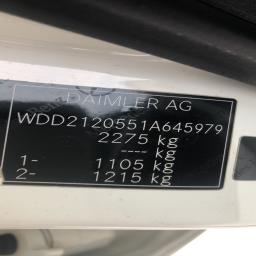 DAIMLER AG
WDD2120551A645979
2275 kg
---- kg
1- 1105 kg
2- 1215 kg